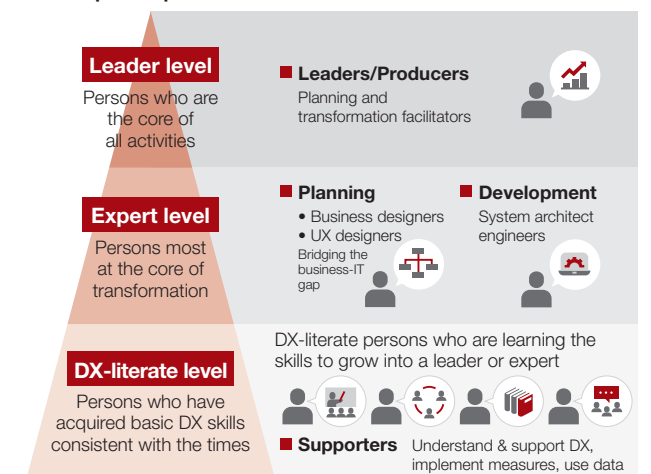 Leader level
Persons who are
the core of
all activities
Leaders/Producers
Planning and
transformation facilitators
Expert level
Persons most
at the core of
transformation
Planning
• Business designers
• UX designers
Bridging the
business-IT
gap
Development
System architect
engineers
DX-literate level
Persons who have
acquired basic DX skills
consistent with the times
DX-literate persons who are learning the
skills to grow into a leader or expert
Supporters
Understand & support DX,
implement measures, use data